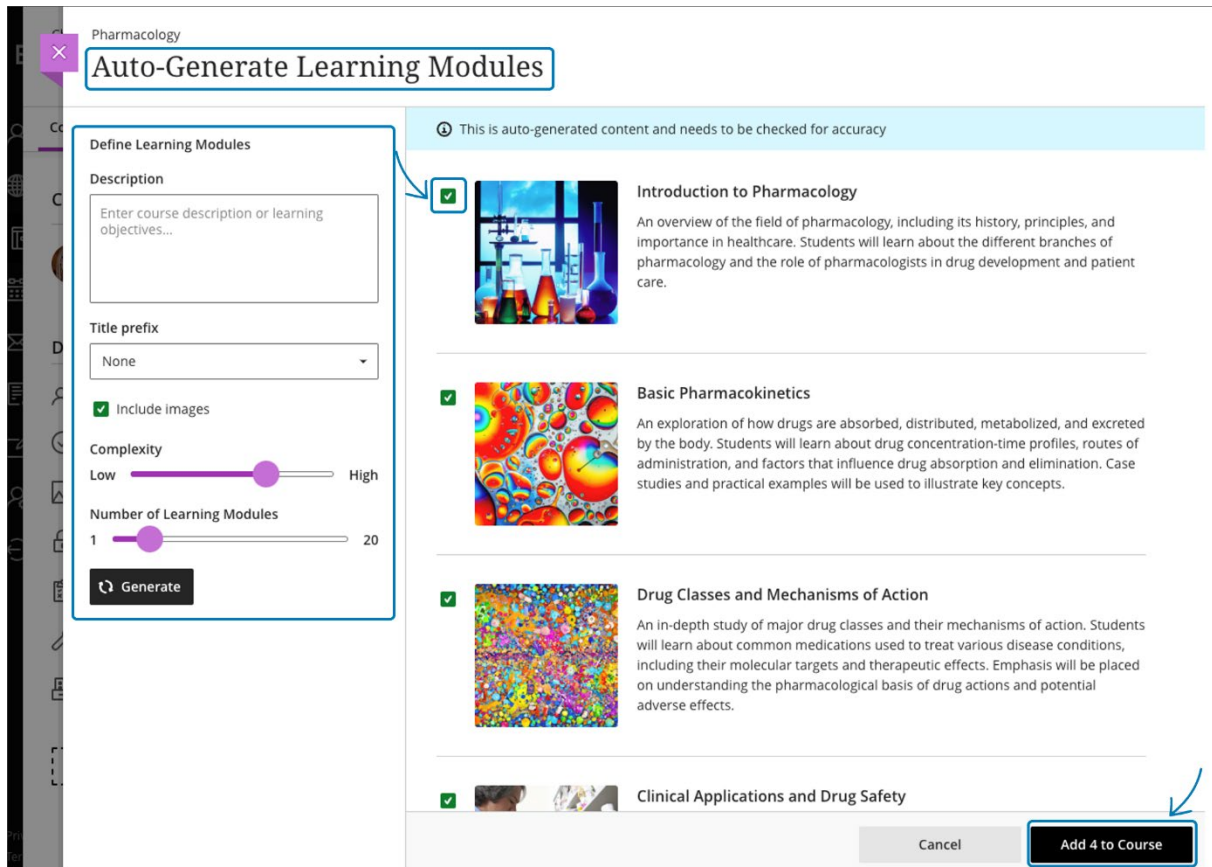 Pharmacology
Auto-Generate Learning Modules
Define Learning Modules
Description
Enter course description or learning
objectives...
Title prefix
None
Include images
Complexity
Low
High
Number of Learning Modules
1
20
Generate
This is auto-generated content and needs to be checked for accuracy
Introduction to Pharmacology
An overview of the field of pharmacology, including its history, principles, and
importance in healthcare. Students will learn about the different branches of
pharmacology and the role of pharmacologists in drug development and patient
care.
Basic Pharmacokinetics
An exploration of how drugs are absorbed, distributed, metabolized, and excreted
by the body. Students will learn about drug concentration-time profiles, routes of
administration, and factors that influence drug absorption and elimination. Case
studies and practical examples will be used to illustrate key concepts.
Drug Classes and Mechanisms of Action
An in-depth study of major drug classes and their mechanisms of action. Students
will learn about common medications used to treat various disease conditions,
including their molecular targets and therapeutic effects. Emphasis will be placed
on understanding the pharmacological basis of drug actions and potential
adverse effects.
Clinical Applications and Drug Safety
Cancel
Add 4 to Course